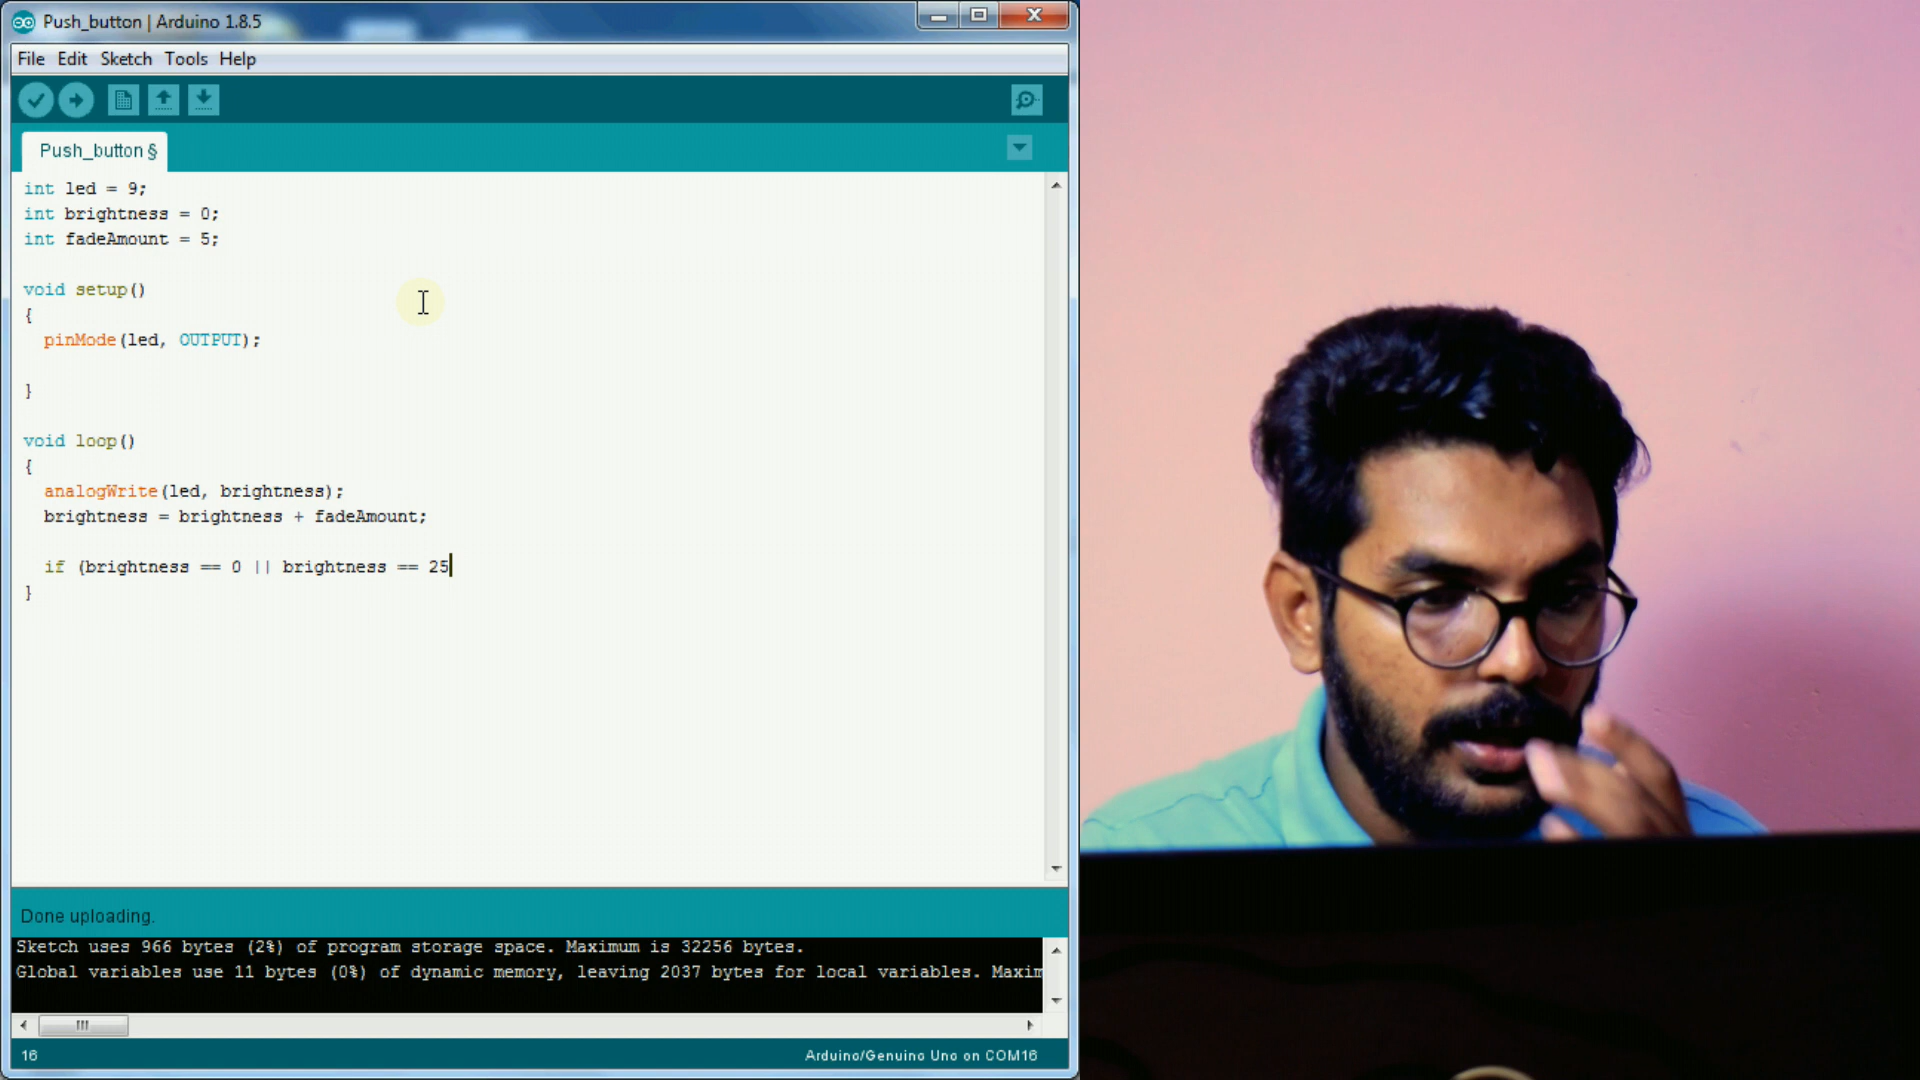 Push_button | Arduino 1.8.5
File Edit Sketch Tools Help
Push_button §
int led = 9;
int brightness = 0;
int fadeAmount = 5;
void setup()
{
pinMode(led, OUTPUT);
}
void loop()
{
analogWrite(led, brightness);
brightness = brightness + fadeAmount;
if (brightness == 0 || brightness == 25
}
Done uploading.
Sketch uses 966 bytes (2%) of program storage space. Maximum is 32256 bytes.
Global variables use 11 bytes (0%) of dynamic memory, leaving 2037 bytes for local variables. Maxim
16
Arduino/Genuino Uno on COM16